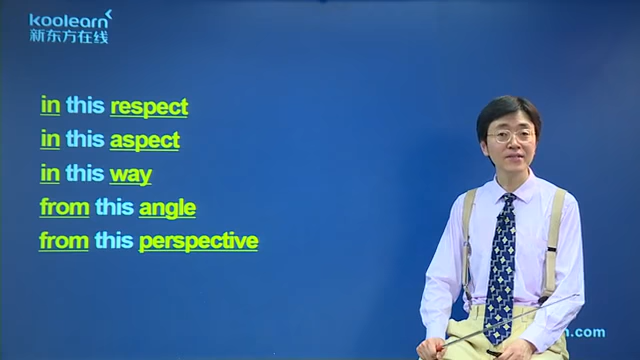 koolearn
新东方在线
in this respect
in this aspect
in this way
from this angle
from this perspective
.com